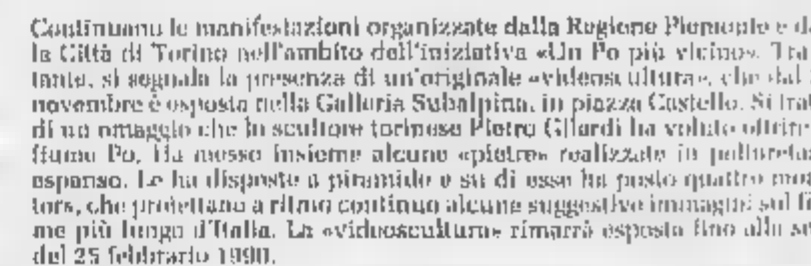 Continuano le manifestazioni organizzate dalla Regione Piemonte e d
la Città di Torino nell'ambito dell'iniziativa «Un Po più vicino». Tra
tante, si segnala la presenza di un'originale «videoscultura», che dal
novembre è esposta nella Galleria Subalpina, in piazza Castello. Si trat
di un omaggio che lo scultore torinese Pietro Gilardi ha voluto offrire
fiume Po. Ha messo insieme alcune «pietre» realizzate in poliureta
espanso. Le ha disposte a piramide e su di esse ha posto quattro mo
tors, che proiettano a ritmo continuo alcune suggestive immagini sul fi
me più lungo d'Italia. La «videoscultura» rimarrà esposta fino alla se
del 25 febbraio 1990.